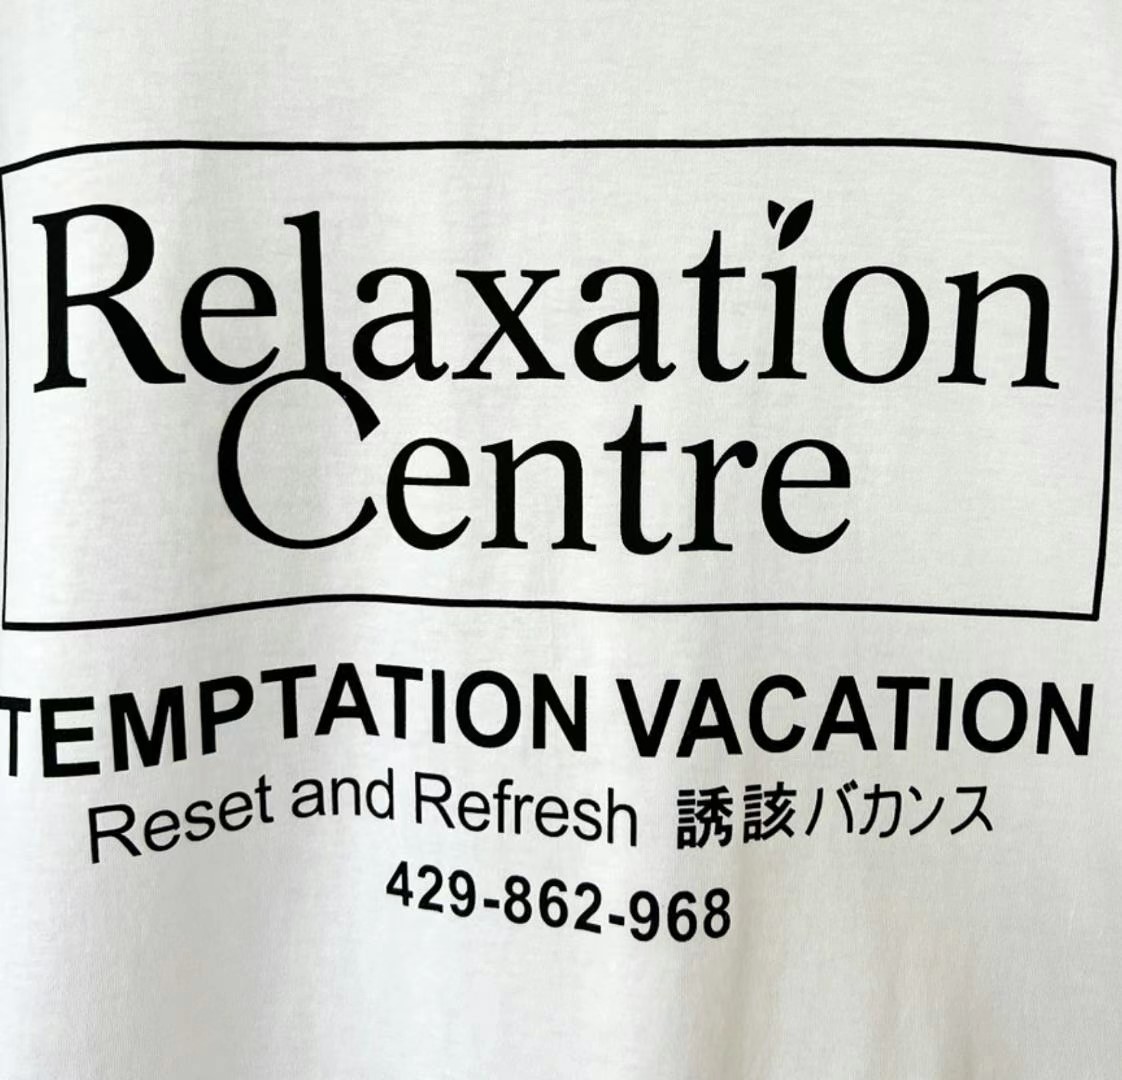 Relaxation
Centre
TEMPTATION VACATION
Reset and Refresh 誘該バカンス
429-862-968